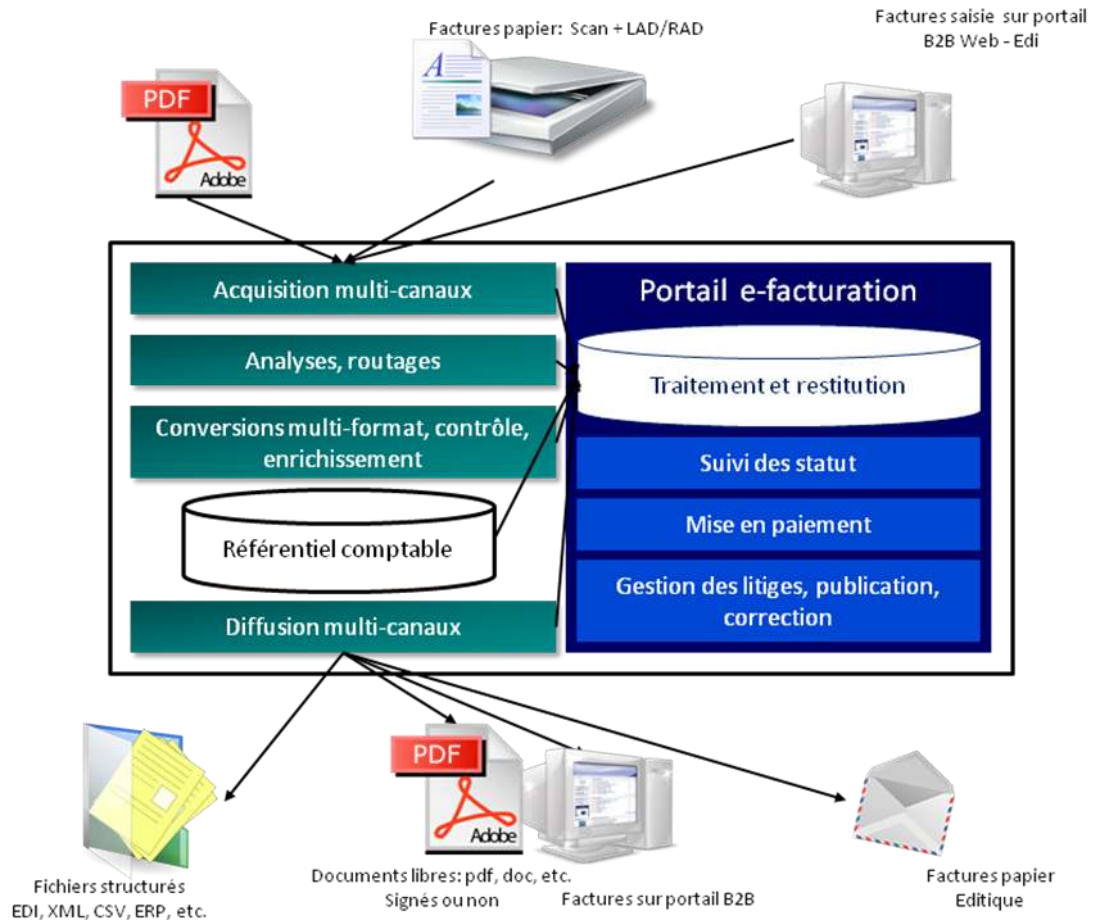 Factures papier: Scan + LAD/RAD
Factures saisie sur portail
B2B Web - Edi
PDF
Adobe
Acquisition multi-canaux
Analyses, routages
Conversions multi-format, contrôle,
enrichissement
Référentiel comptable
Diffusion multi-canaux
Portail e-facturation
Traitement et restitution
Suivi des statut
Mise en paiement
Gestion des litiges, publication,
correction
PDF
Adobe
Fichiers structurés
EDI, XML, CSV, ERP, etc.
Documents libres: pdf, doc, etc.
Signés ou non
Factures sur portail B2B
Factures papier
Editique